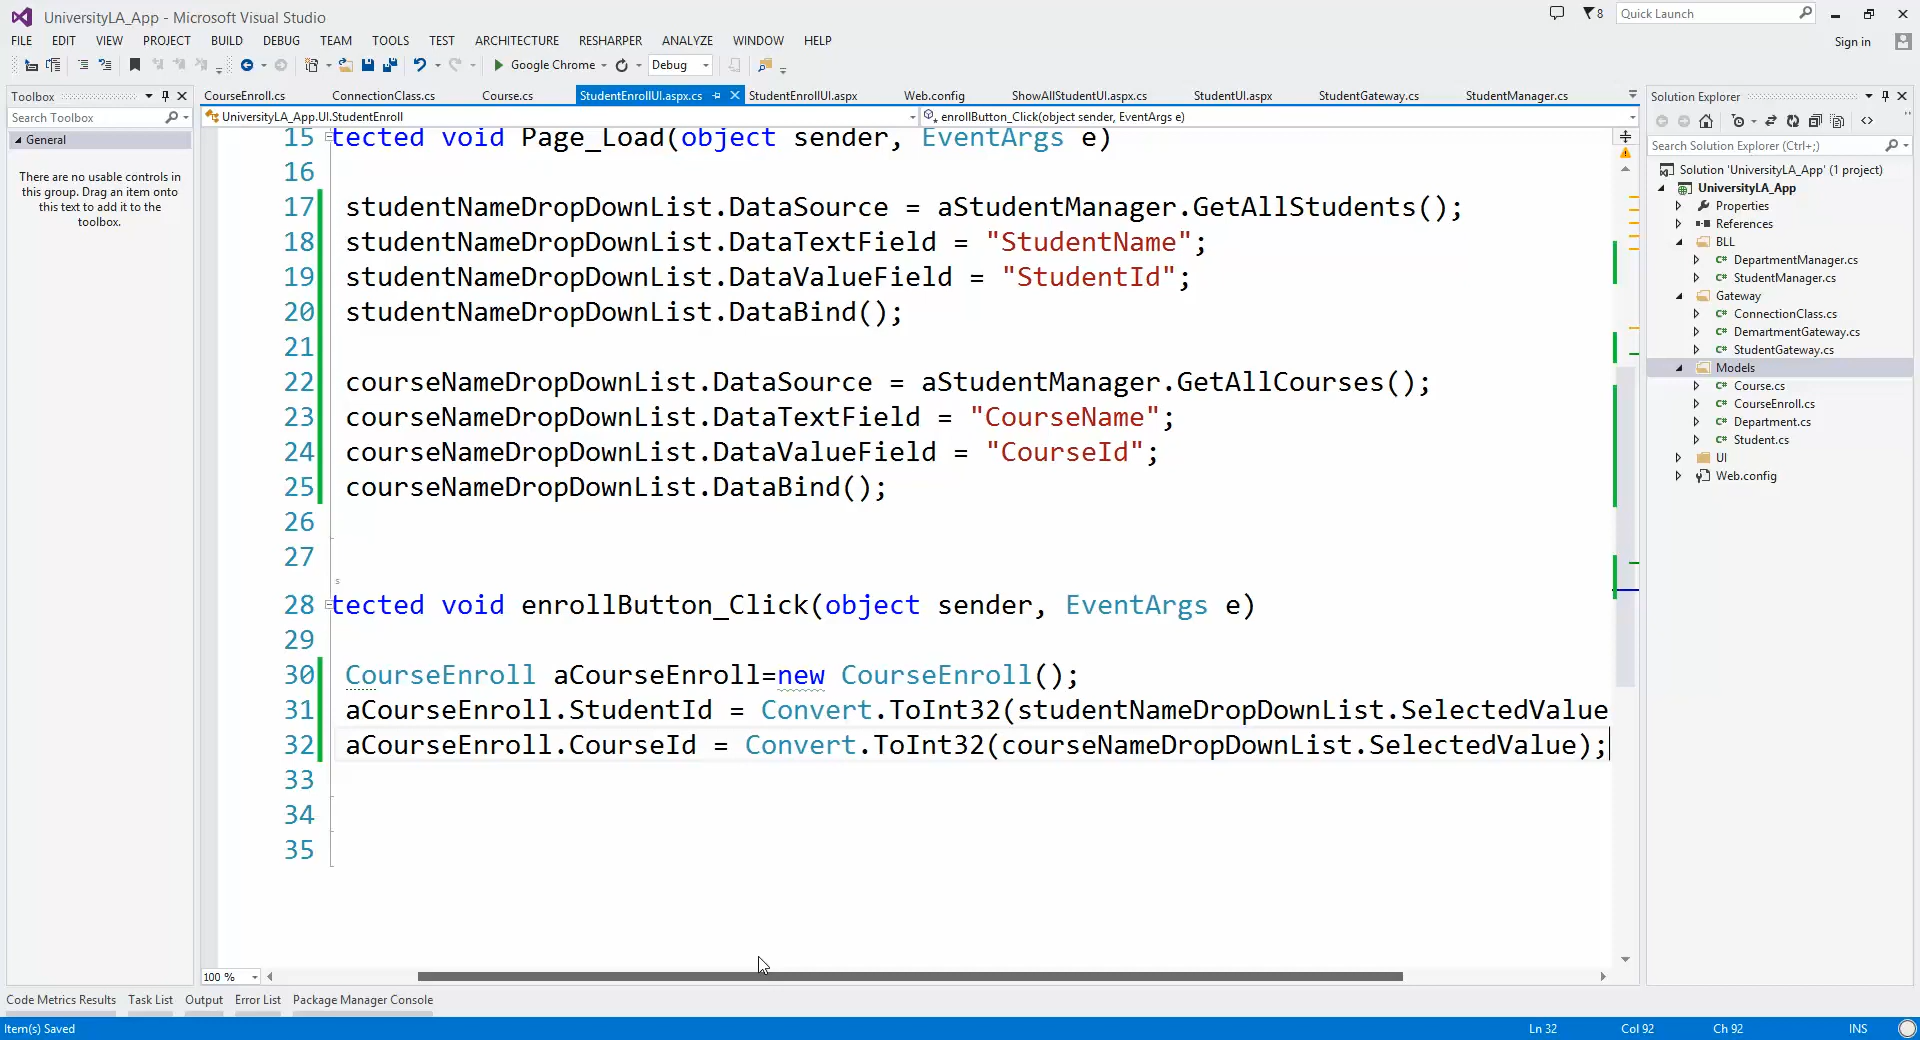 UniversityLA_App - Microsoft Visual Studio
8
Quick Launch
FILE EDIT VIEW PROJECT BUILD DEBUG TEAM TOOLS TEST ARCHITECTURE RESHARPER ANALYZE WINDOW HELP
Sign in
Google Chrome
Debug
Toolbox
Search Toolbox
General
There are no usable controls in
this group. Drag an item onto
this text to add it to the
toolbox.
CourseEnroll.cs ConnectionClass.cs Course.cs StudentEnrollUI.aspx.cs StudentEnrollUI.aspx Web.config ShowAllStudentUI.aspx.cs StudentUI.aspx StudentGateway.cs StudentManager.cs
UniversityLA_App.UI.StudentEnroll
enrollButton_Click(object sender, EventArgs e)
15 tected void Page_Load(object sender, EventArgs e)
16
17 studentNameDropDownList.DataSource = aStudentManager.GetAllStudents();
18 studentNameDropDownList.DataTextField = "StudentName";
19 studentNameDropDownList.DataValueField = "StudentId";
20 studentNameDropDownList.DataBind();
21
22 courseNameDropDownList.DataSource = aStudentManager.GetAllCourses();
23 courseNameDropDownList.DataTextField = "CourseName";
24 courseNameDropDownList.DataValueField = "CourseId";
25 courseNameDropDownList.DataBind();
26
27
s
28 tected void enrollButton_Click(object sender, EventArgs e)
29
30 CourseEnroll aCourseEnroll=new CourseEnroll();
31 aCourseEnroll.StudentId = Convert.ToInt32(studentNameDropDownList.SelectedValue
32 aCourseEnroll.CourseId = Convert.ToInt32(courseNameDropDownList.SelectedValue);
33
34
35
100 %
Solution Explorer
Search Solution Explorer (Ctrl+;)
Solution 'UniversityLA_App' (1 project)
UniversityLA_App
Properties
References
BLL
C# DepartmentManager.cs
C# StudentManager.cs
Gateway
C# ConnectionClass.cs
C# DemartmentGateway.cs
C# StudentGateway.cs
Models
C# Course.cs
C# CourseEnroll.cs
C# Department.cs
C# Student.cs
UI
Web.config
Code Metrics Results Task List Output Error List Package Manager Console
Item(s) Saved
Ln 32 Col 92 Ch 92 INS